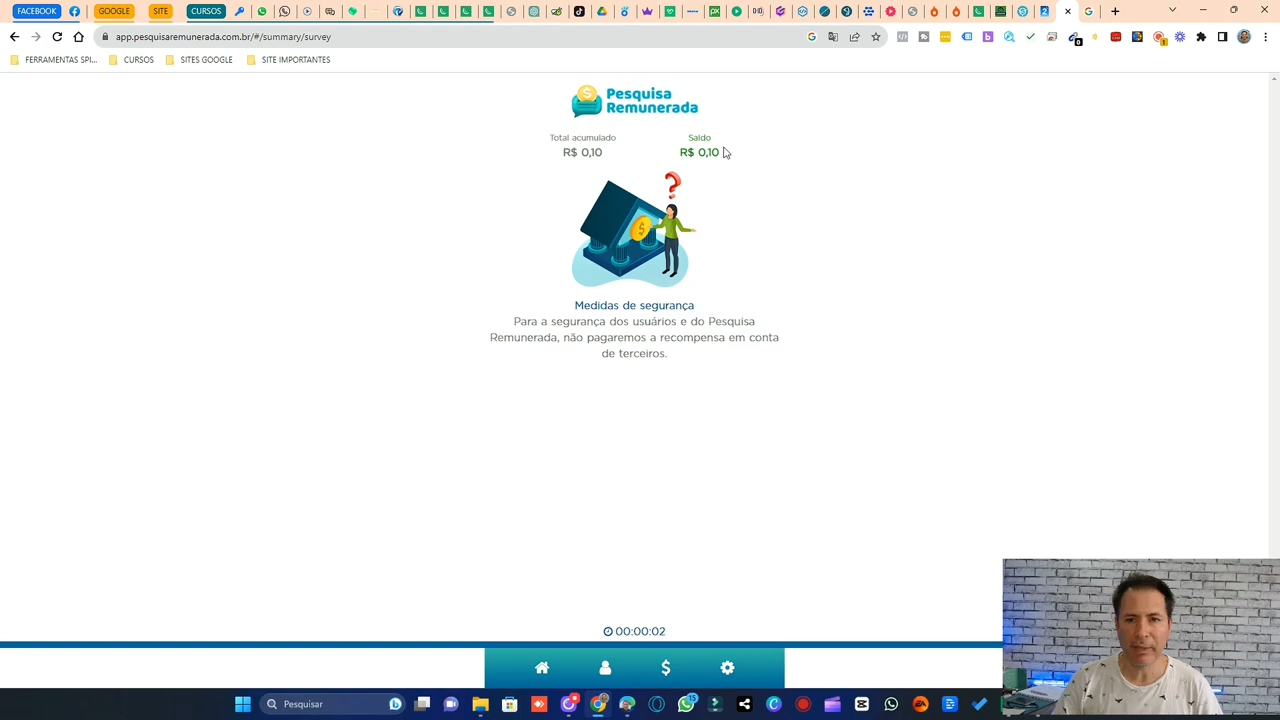 FACEBOOK GOOGLE SITE CURSOS
app.pesquisaremunerada.com.br/#/summary/survey
FERRAMENTAS SPI... CURSOS SITES GOOGLE SITE IMPORTANTES
Pesquisa
Remunerada
Total acumulado Saldo
R$ 0,10 R$ 0,10
Medidas de segurança
Para a segurança dos usuários e do Pesquisa
Remunerada, não pagaremos a recompensa em conta
de terceiros.
00:00:02
Pesquisar
15